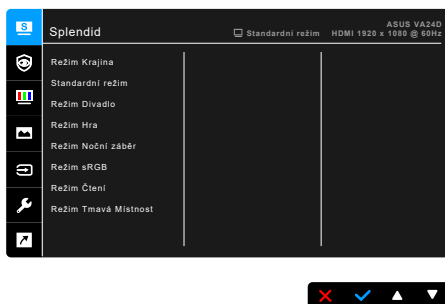 S
Splendid
Standardní režim
ASUS VA24D
HDMI 1920 x 1080 @ 60Hz
Režim Krajina
Standardní režim
Režim Divadlo
Režim Hra
Režim Noční záběr
Režim sRGB
Režim Čtení
Režim Tmavá Místnost